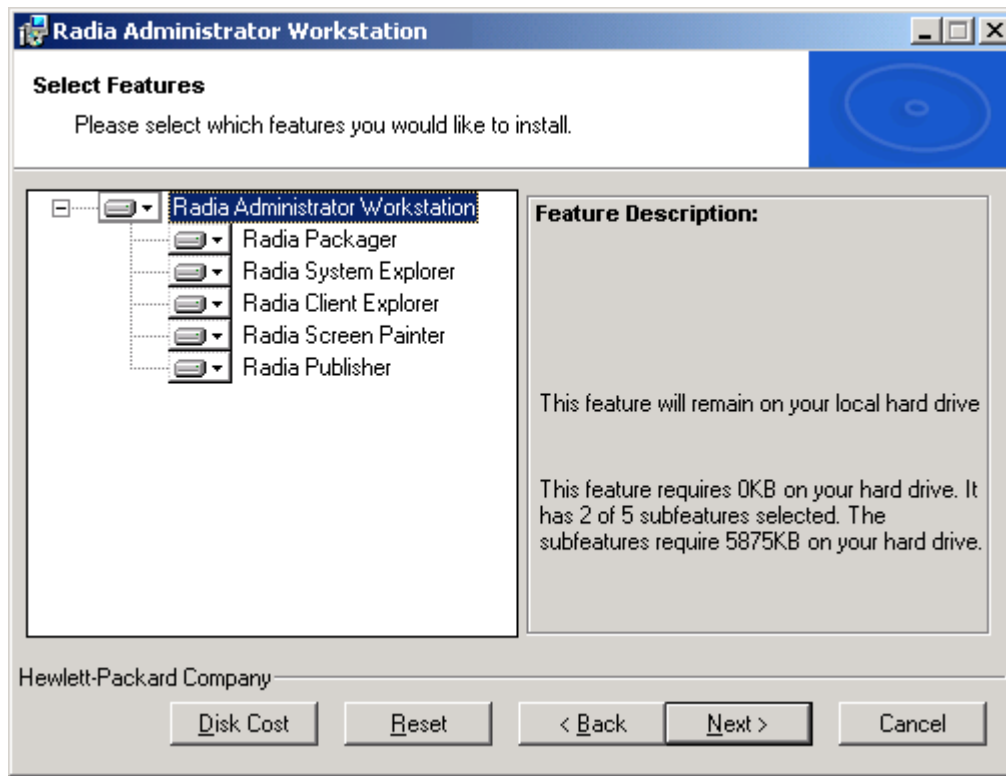 Radia Administrator Workstation
Select Features
Please select which features you would like to install.
Radia Administrator Workstation
Radia Packager
Radia System Explorer
Radia Client Explorer
Radia Screen Painter
Radia Publisher
Feature Description:
This feature will remain on your local hard drive
This feature requires 0KB on your hard drive. It
has 2 of 5 subfeatures selected. The
subfeatures require 5875KB on your hard drive.
Hewlett-Packard Company
Disk Cost
Reset
< Back
Next >
Cancel